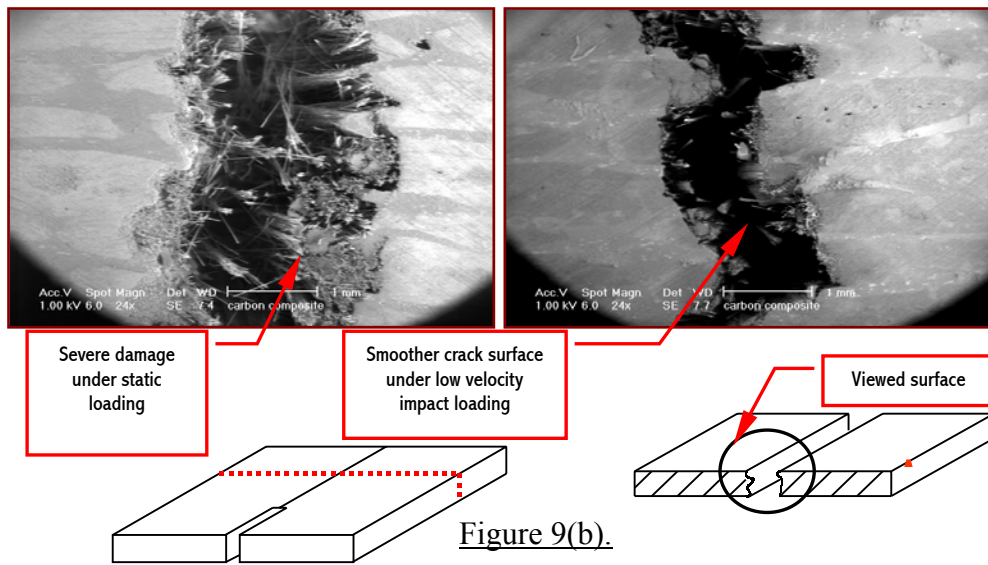 Acc.V Spot Magn Det WD 1 mm
1.00 kV 6.0 24x SE 7.4 carbon composite
Acc.V Spot Magn Det WD 1 mm
1.00 kV 6.0 24x SE 7.7 carbon composite
Severe damage
under static
loading
Smoother crack surface
under low velocity
impact loading
Viewed surface
Figure 9(b).